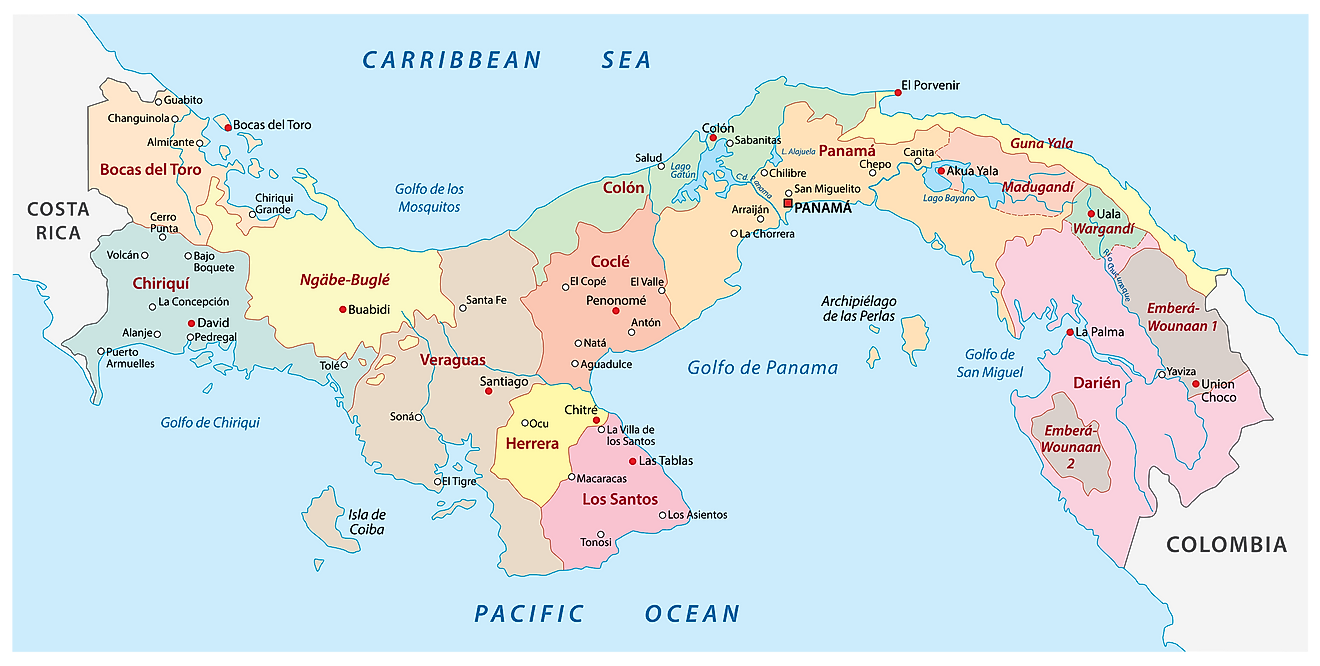 CARRIBBEAN SEA
El Porvenir
Guabito
Changuinola
Bocas del Toro
Almirante
Colón
Sabanitas
Guna Yala
L. Alajuela
Panamá
Canita
Chepo
Bocas del Toro
Salud
Lago
Gatún
Chilibre
Akua Yala
Madugandí
Colón
C'd. Panama
San Miguelito
Lago Bayano
Golfo de los
Mosquitos
Chiriqui
Grande
COSTA
RICA
Cerro
Punta
Arraiján
PANAMÁ
Uala
Wargandí
La Chorrera
Volcán
Bajo
Boquete
Coclé
Río Chucunaque
Chiriquí
Ngäbe-Buglé
El Copé
El Valle
La Concepción
Santa Fe
Penonomé
Archipiélago
de las Perlas
Buabidi
Emberá-
Wounaan 1
David
Antón
Alanje
Pedregal
La Palma
Puerto
Armuelles
Natá
Golfo de
San Miguel
Veraguas
Tolé
Aguadulce
Golfo de Panama
Yaviza
Santiago
Darién
Union
Choco
Golfo de Chiriqui
Soná
Chitré
Ocu
La Villa de
los Santos
Herrera
Emberá-
Wounaan
2
Las Tablas
El Tigre
Macaracas
Los Santos
Isla de
Coiba
Los Asientos
Tonosi
COLOMBIA
PACIFIC OCEAN